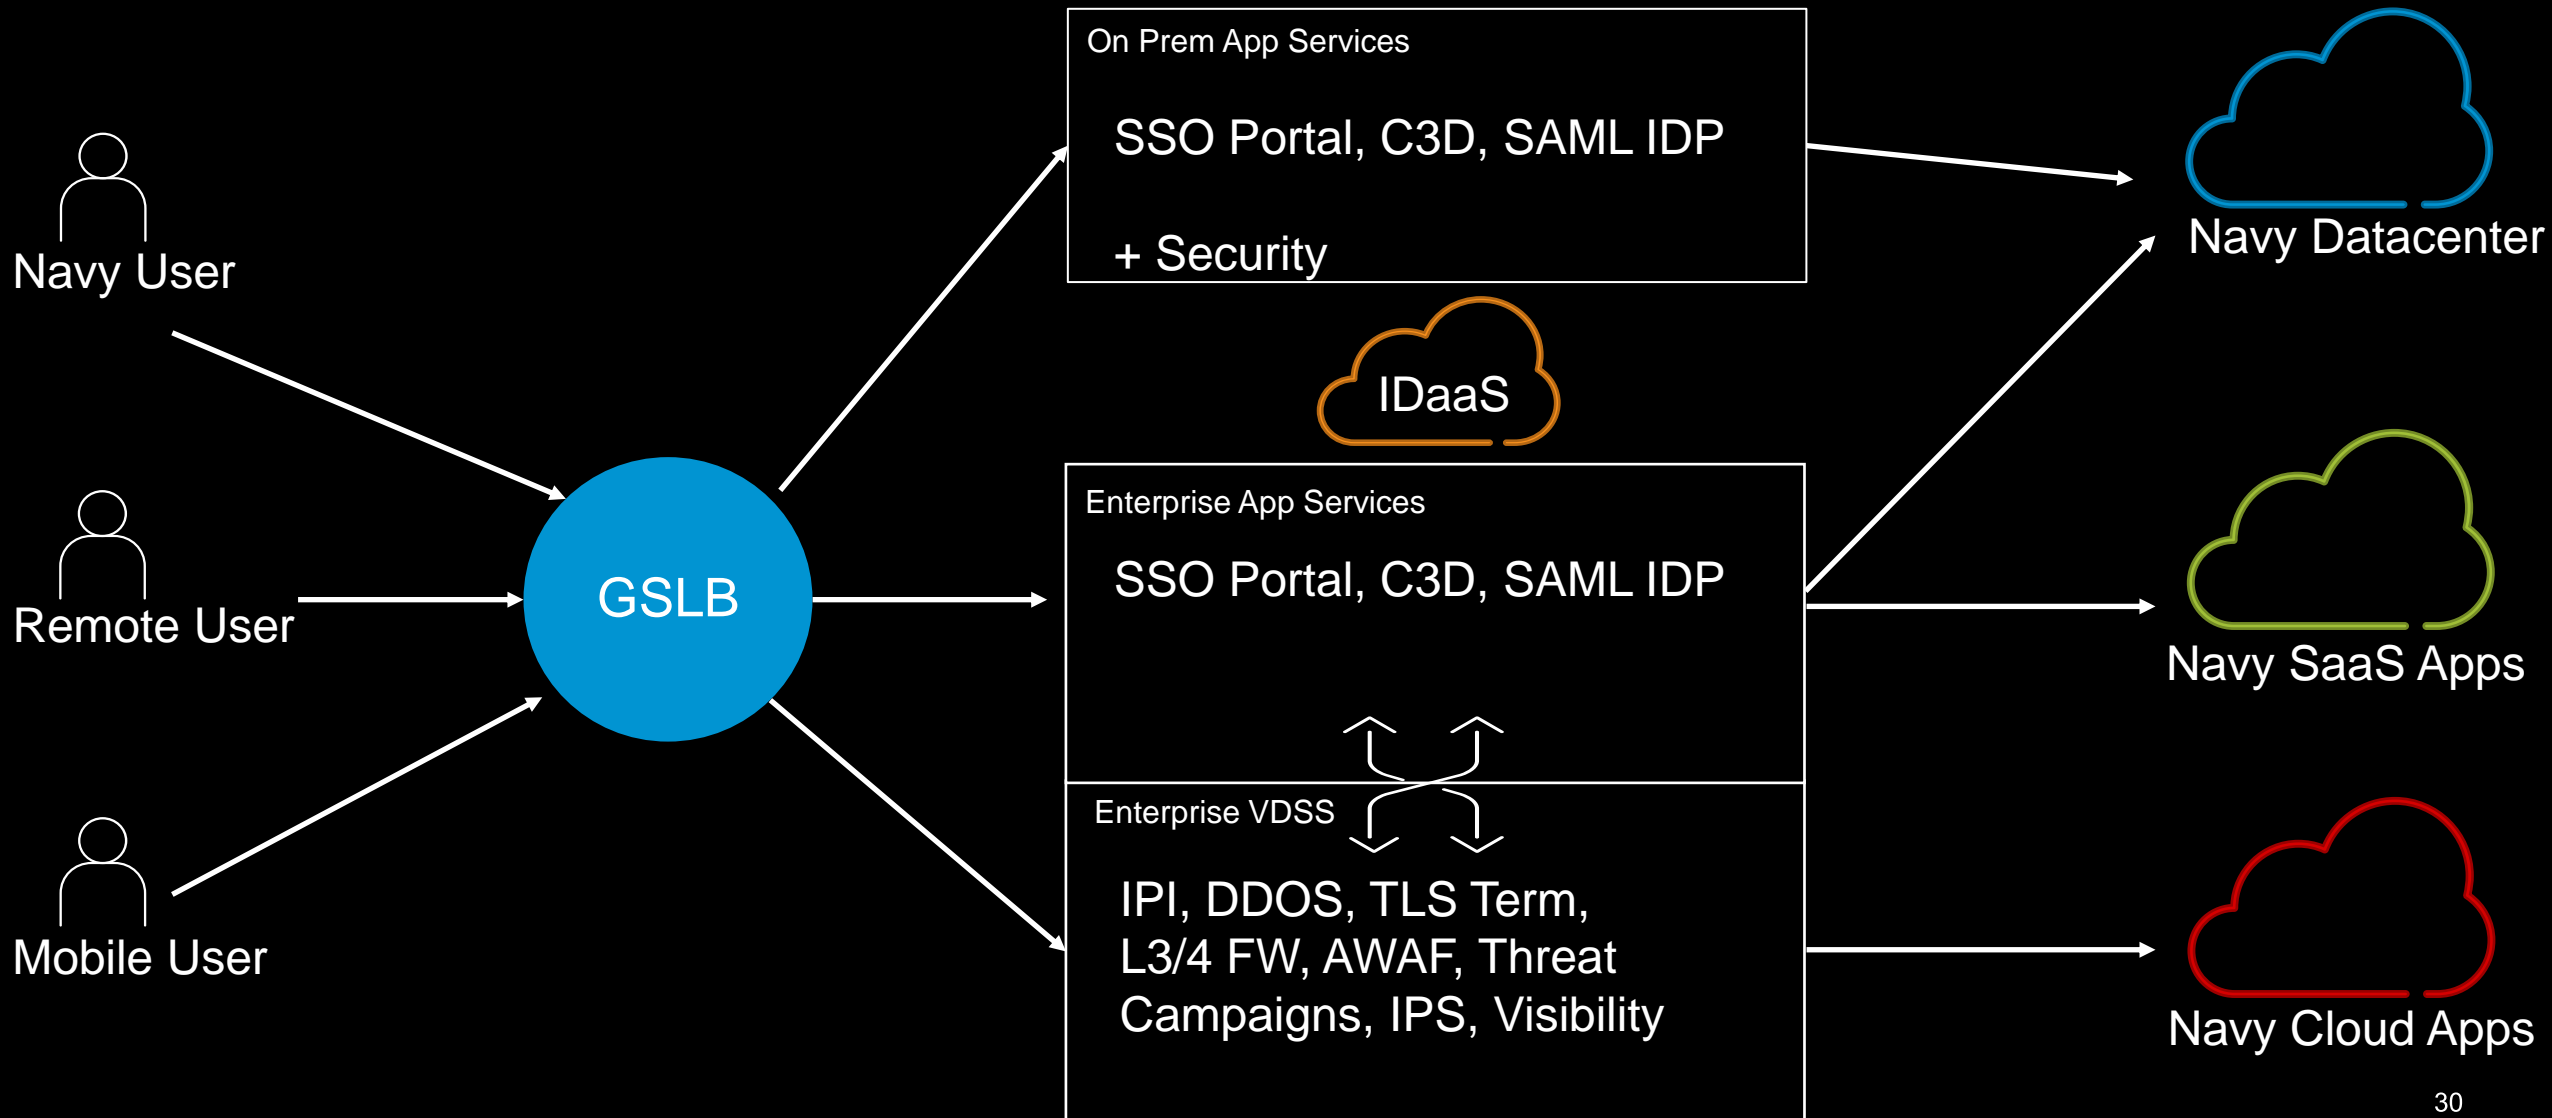 Navy User
Remote User
Mobile User
GSLB
On Prem App Services
SSO Portal, C3D, SAML IDP
+ Security
IDaaS
Enterprise App Services
SSO Portal, C3D, SAML IDP
Enterprise VDSS
IPI, DDOS, TLS Term,
L3/4 FW, AWAF, Threat
Campaigns, IPS, Visibility
Navy Datacenter
Navy SaaS Apps
Navy Cloud Apps
30